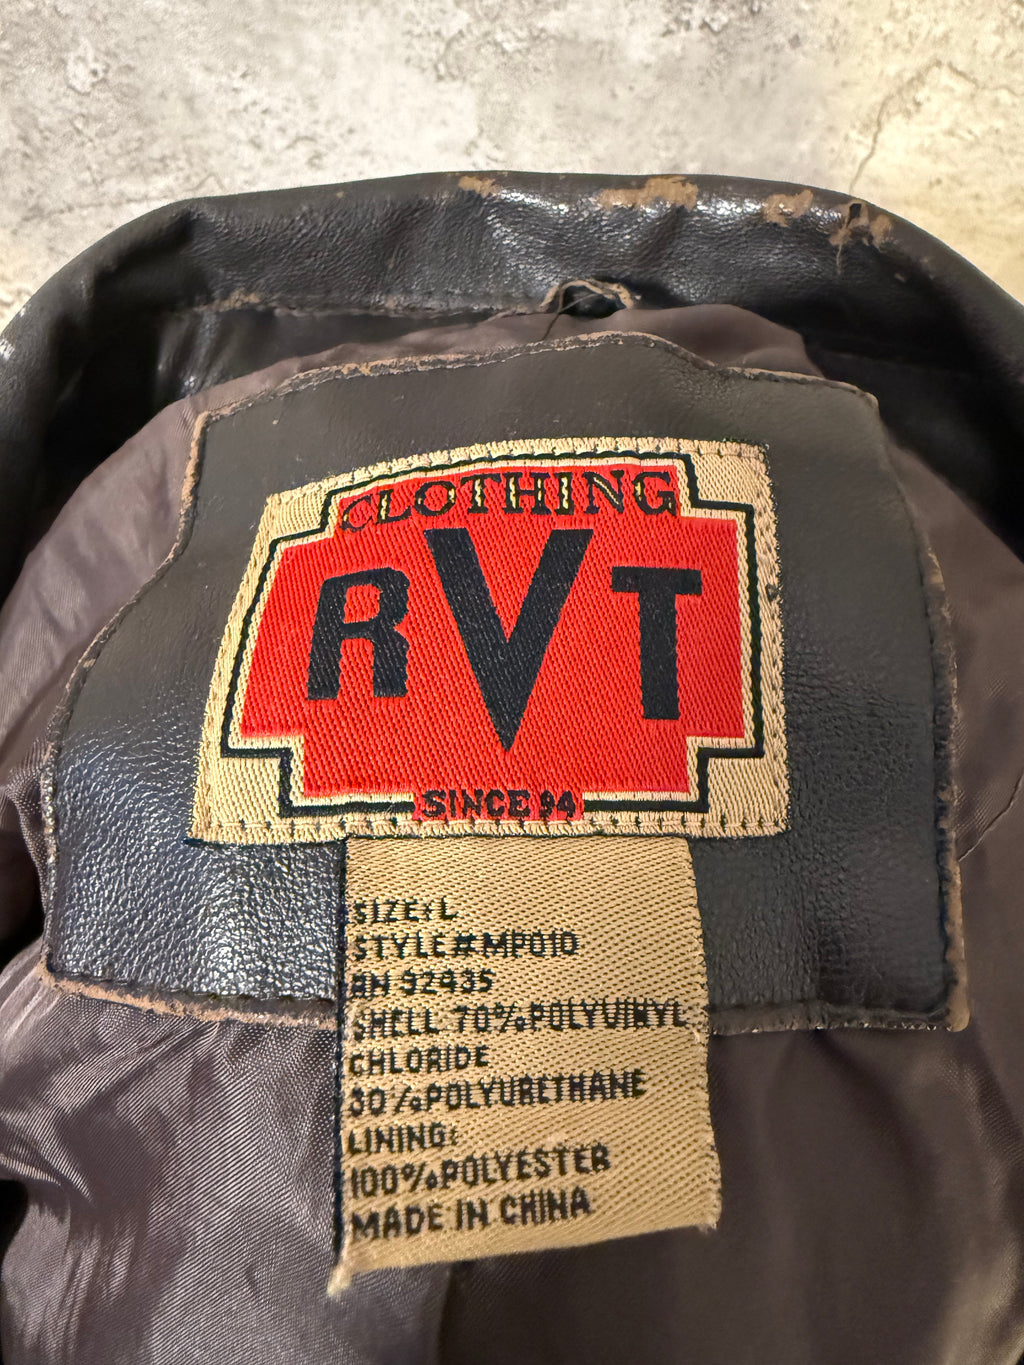 CLOTHING
RVT
SINCE 94
SIZE: L
STYLE#MP010
RN 92435
SHELL 70%POLYVINYL
CHLORIDE
30%POLYURETHANE
LINING:
100%POLYESTER
MADE IN CHINA